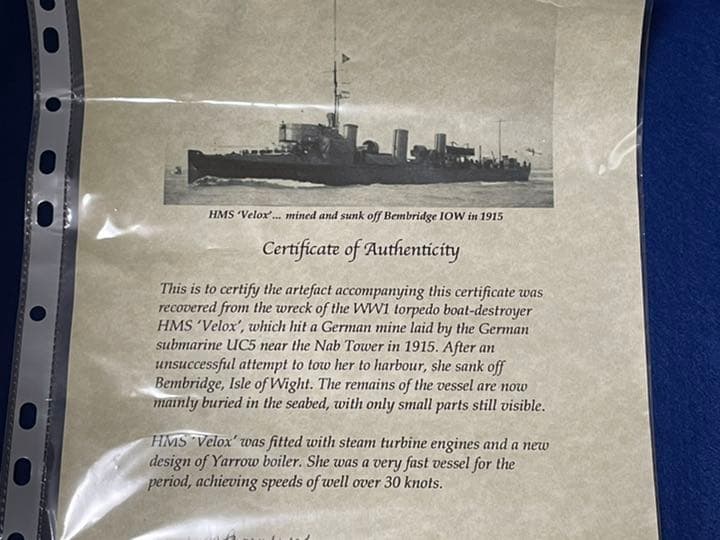 HMS 'Velox'... mined and sunk off Bembridge IOW in 1915
Certificate of Authenticity
This is to certify the artefact accompanying this certificate was
recovered from the wreck of the WW1 torpedo boat-destroyer
HMS 'Velox', which hit a German mine laid by the German
submarine UC5 near the Nab Tower in 1915. After an
unsuccessful attempt to tow her to harbour, she sank off
Bembridge, Isle of Wight. The remains of the vessel are now
mainly buried in the seabed, with only small parts still visible.
HMS 'Velox' was fitted with steam turbine engines and a new
design of Yarrow boiler. She was a very fast vessel for the
period, achieving speeds of well over 30 knots.